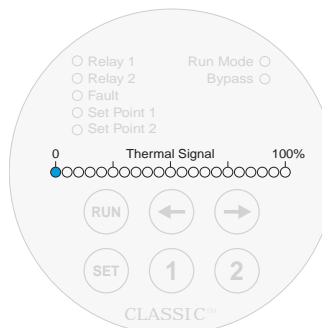 Relay 1 Run Mode
Relay 2 Bypass
Fault
Set Point 1
Set Point 2
0 Thermal Signal 100%
RUN
SET 1 2
CLASSIC™